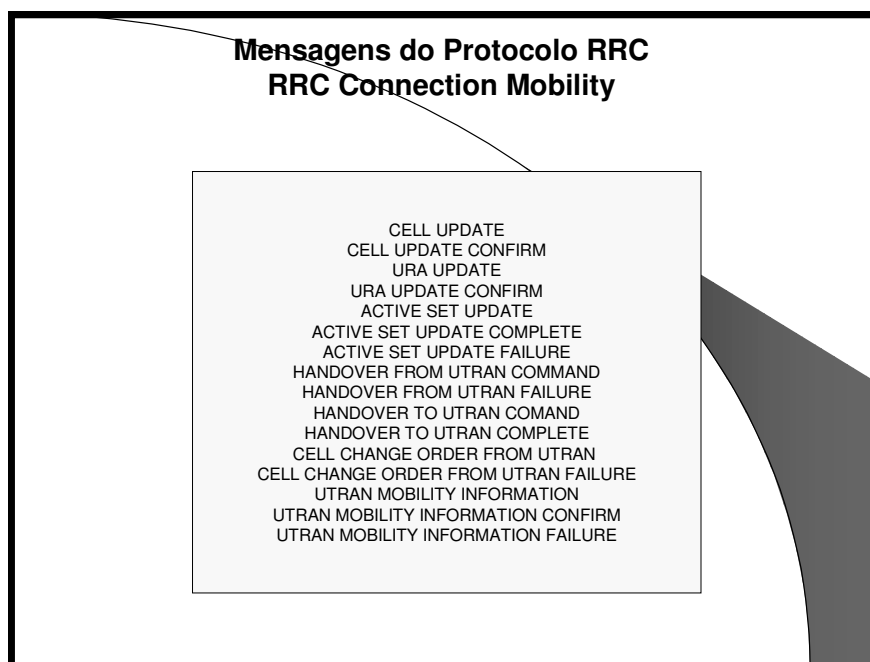 Mensagens do Protocolo RRC
RRC Connection Mobility
CELL UPDATE
CELL UPDATE CONFIRM
URA UPDATE
URA UPDATE CONFIRM
ACTIVE SET UPDATE
ACTIVE SET UPDATE COMPLETE
ACTIVE SET UPDATE FAILURE
HANDOVER FROM UTRAN COMMAND
HANDOVER FROM UTRAN FAILURE
HANDOVER TO UTRAN COMAND
HANDOVER TO UTRAN COMPLETE
CELL CHANGE ORDER FROM UTRAN
CELL CHANGE ORDER FROM UTRAN FAILURE
UTRAN MOBILITY INFORMATION
UTRAN MOBILITY INFORMATION CONFIRM
UTRAN MOBILITY INFORMATION FAILURE